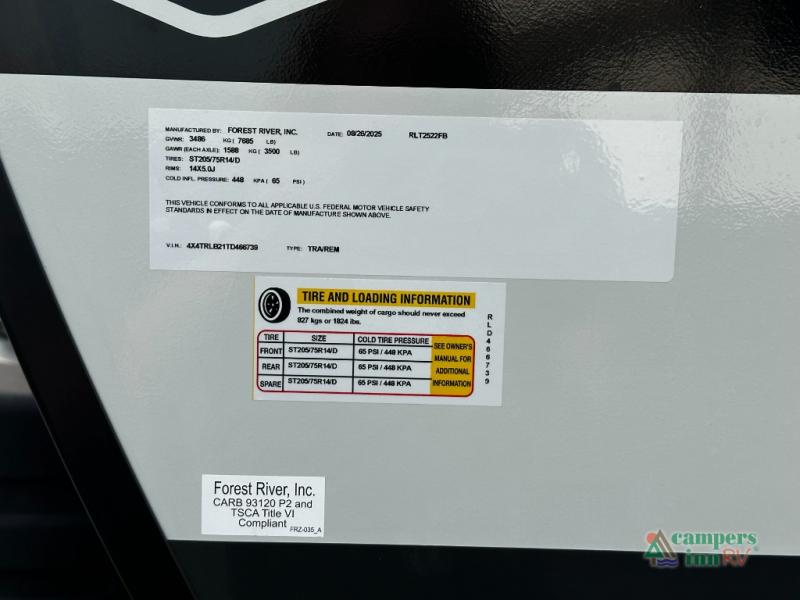 MANUFACTURED BY: FOREST RIVER, INC. DATE: 08/26/2025 RLT2522FB
GVWR: 3486 KG ( 7685 LB)
GAWR (EACH AXLE): 1588 KG ( 3500 LB)
TIRES: ST205/75R14/D
RIMS: 14X5.0J
COLD INFL. PRESSURE: 448 KPA ( 65 PSI )
THIS VEHICLE CONFORMS TO ALL APPLICABLE U.S. FEDERAL MOTOR VEHICLE SAFETY
STANDARDS IN EFFECT ON THE DATE OF MANUFACTURE SHOWN ABOVE.
V.I.N.: 4X4TRLB21TD466739 TYPE: TRA/REM
TIRE AND LOADING INFORMATION
The combined weight of cargo should never exceed
827 kgs or 1824 lbs.
TIRE SIZE COLD TIRE PRESSURE
FRONT ST205/75R14/D 65 PSI / 448 KPA
REAR ST205/75R14/D 65 PSI / 448 KPA
SPARE ST205/75R14/D 65 PSI / 448 KPA
SEE OWNER'S
MANUAL FOR
ADDITIONAL
INFORMATION
RLD466739
Forest River, Inc.
CARB 93120 P2 and
TSCA Title VI
Compliant
FRZ-035_A
campers
inn RV